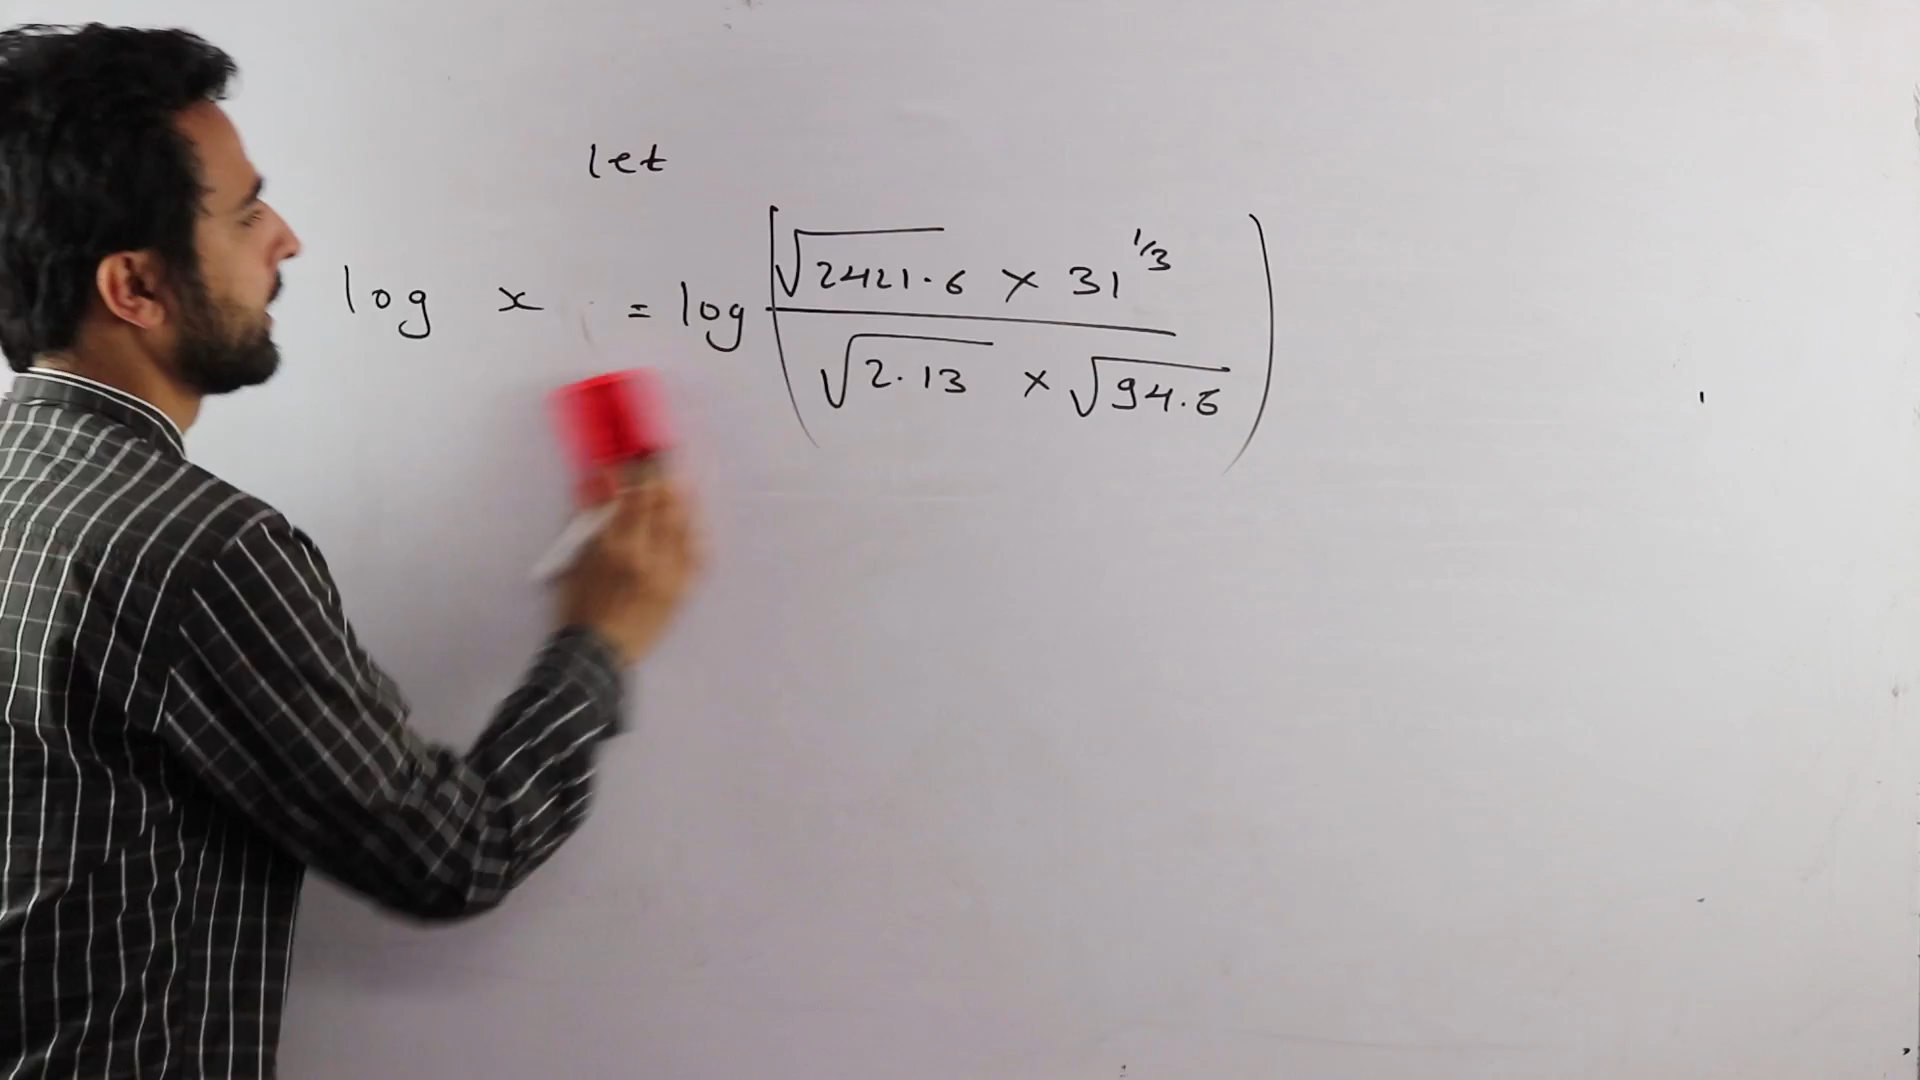 let
log x = log (√2421.6 × 31^1/3 / √2.13 × √94.6)